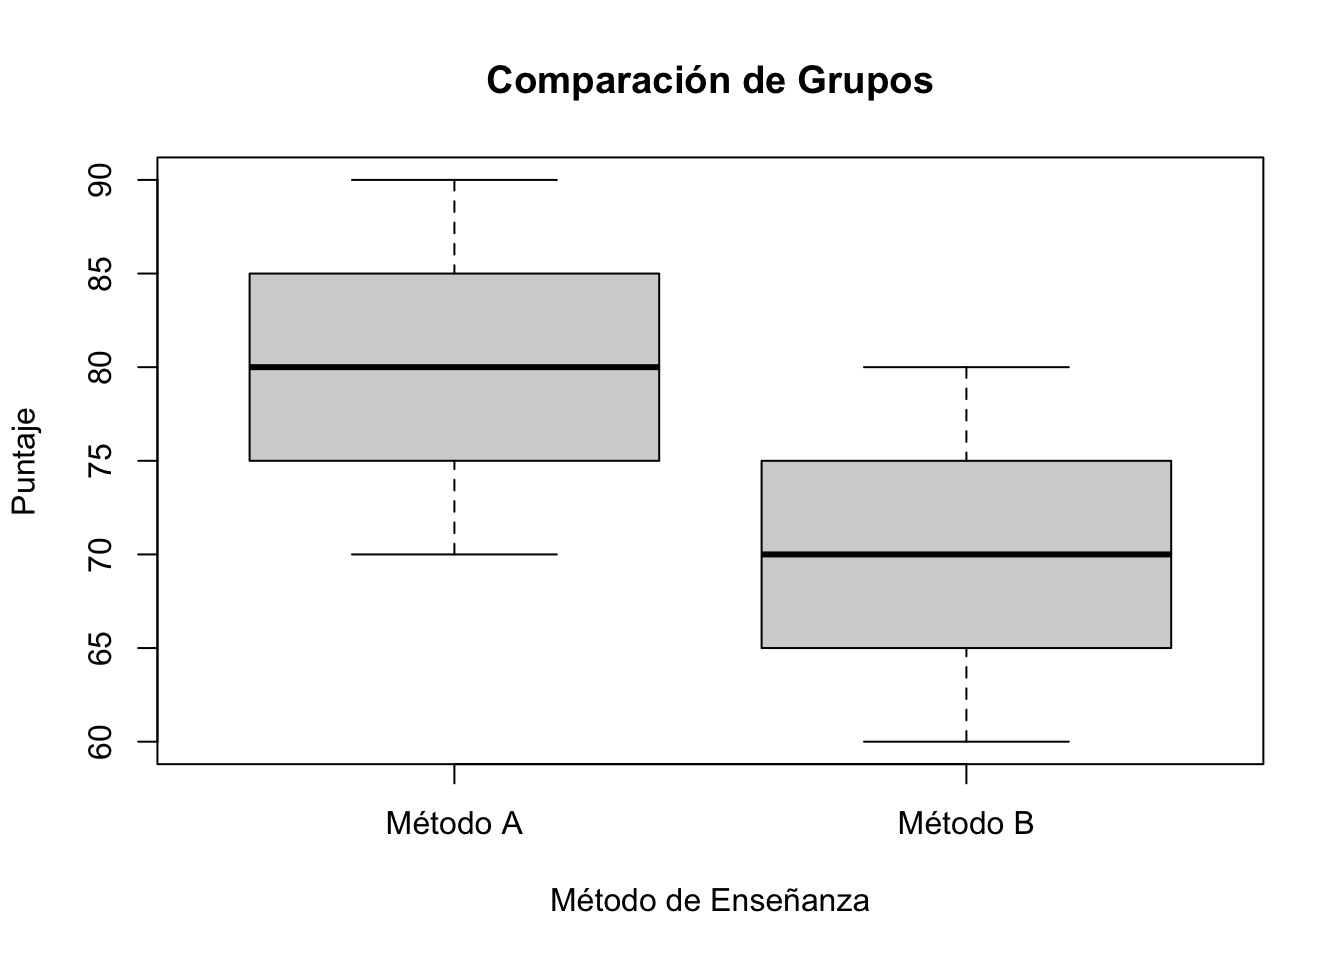 Comparación de Grupos
Puntaje
90
85
80
75
70
65
60
Método A
Método B
Método de Enseñanza